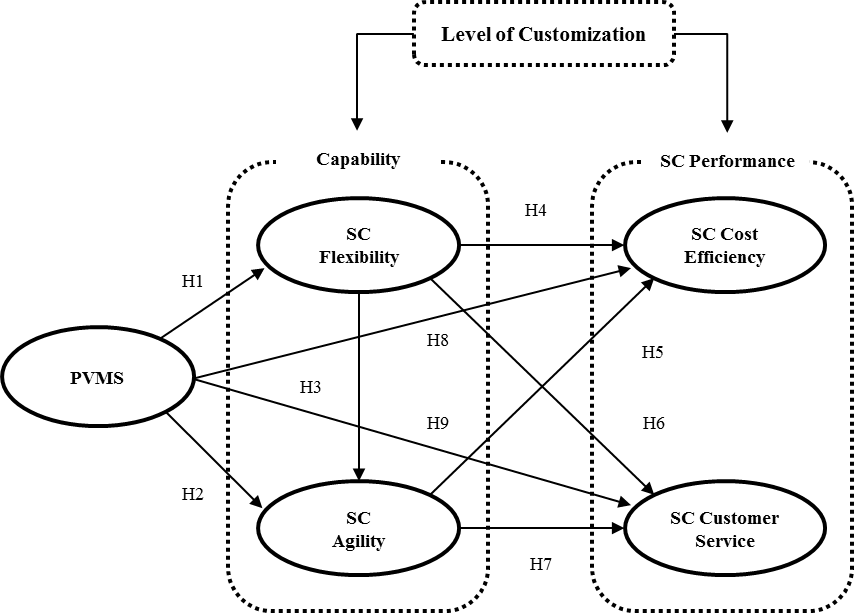 Level of Customization
Capability
SC Performance
SC
Flexibility
H4
SC Cost
Efficiency
H1
H8
H5
PVMS
H3
H9
H6
H2
SC
Agility
SC Customer
Service
H7